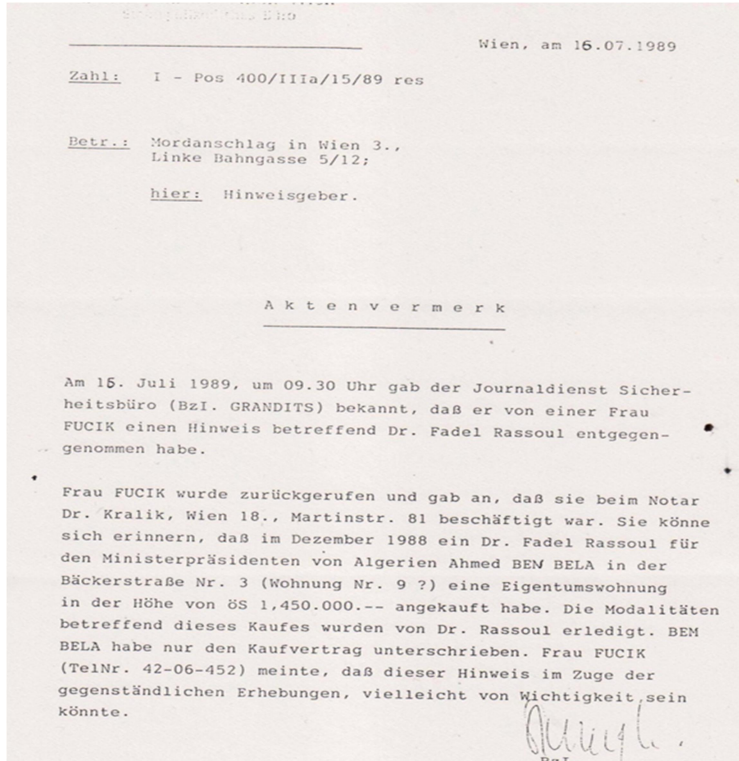 Wien, am 16.07.1989
Zahl: I - Pos 400/IIIa/15/89 res
Betr.: Mordanschlag in Wien 3.,
Linke Bahngasse 5/12;
hier: Hinweisgeber.
A k t e n v e r m e r k
Am 15. Juli 1989, um 09.30 Uhr gab der Journaldienst Sicher-
heitsbüro (BzI. GRANDITS) bekannt, daß er von einer Frau
FUCIK einen Hinweis betreffend Dr. Fadel Rassoul entgegen-
genommen habe.
Frau FUCIK wurde zurückgerufen und gab an, daß sie beim Notar
Dr. Kralik, Wien 18., Martinstr. 81 beschäftigt war. Sie könne
sich erinnern, daß im Dezember 1988 ein Dr. Fadel Rassoul für
den Ministerpräsidenten von Algerien Ahmed BEN BELA in der
Bäckerstraße Nr. 3 (Wohnung Nr. 9 ?) eine Eigentumswohnung
in der Höhe von öS 1,450.000.-- angekauft habe. Die Modalitäten
betreffend dieses Kaufes wurden von Dr. Rassoul erledigt. BEM
BELA habe nur den Kaufvertrag unterschrieben. Frau FUCIK
(TelNr. 42-06-452) meinte, daß dieser Hinweis im Zuge der
gegenständlichen Erhebungen, vielleicht von Wichtigkeit sein
könnte.
BzI